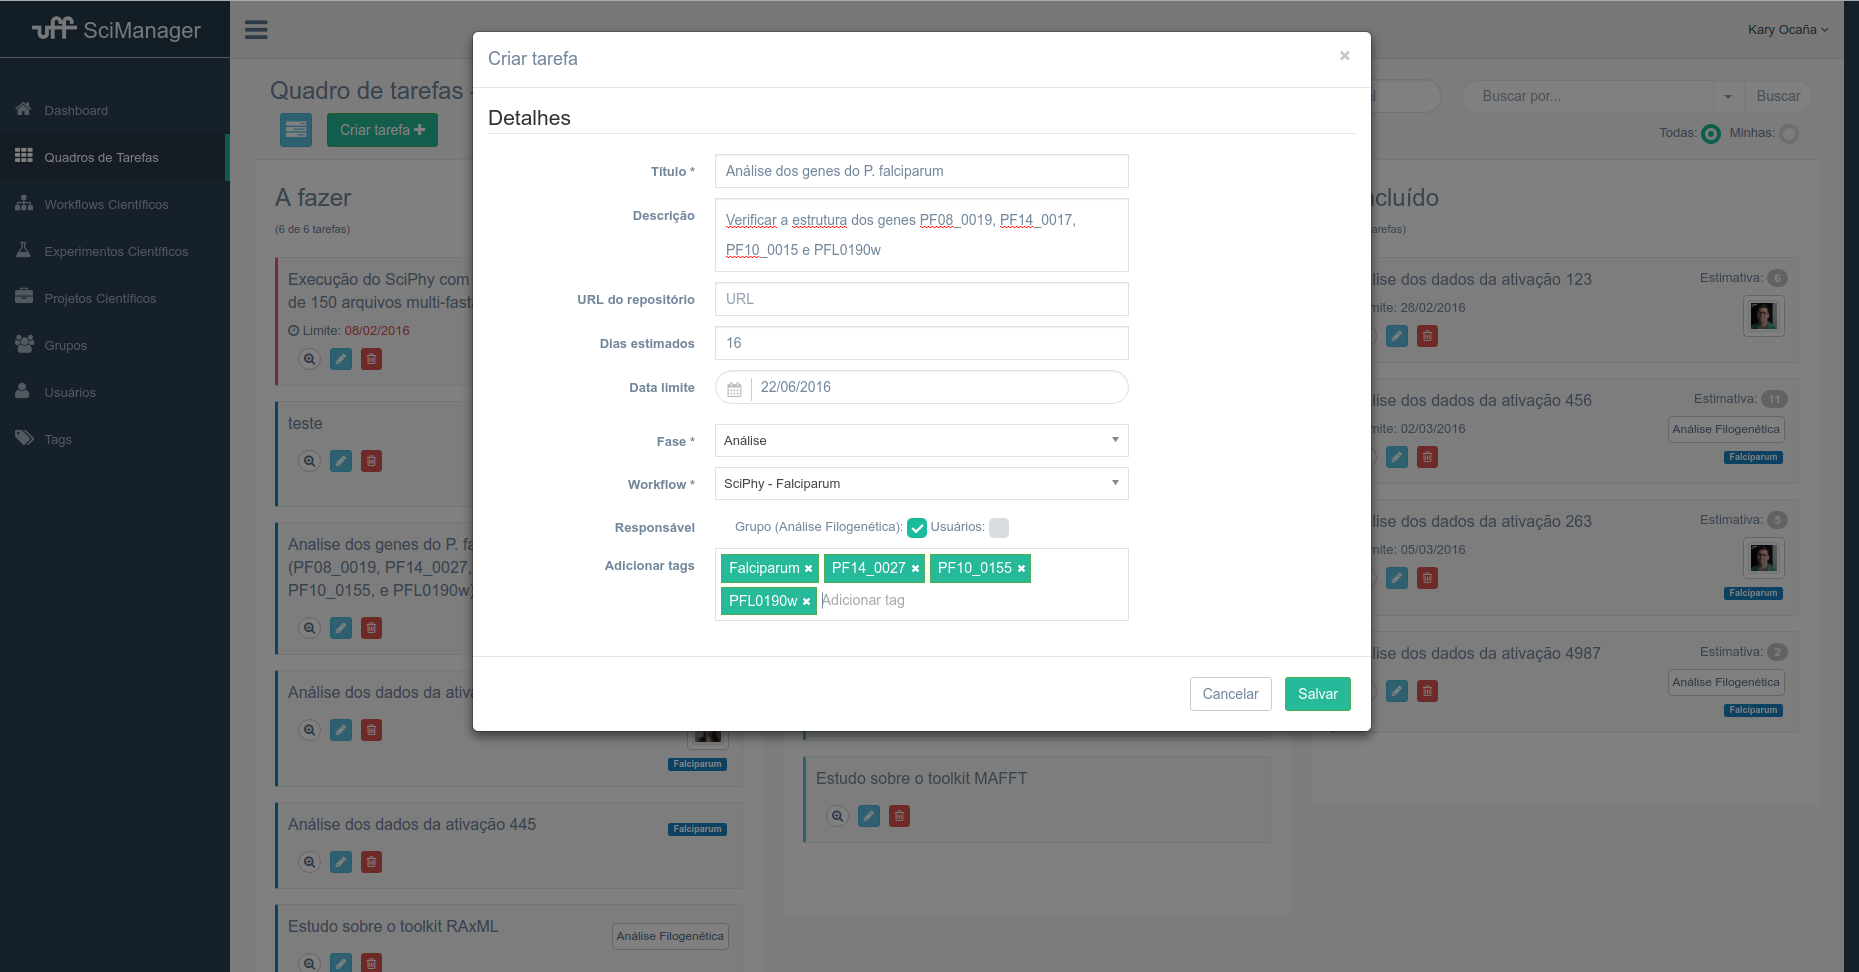 uff SciManager
Kary Ocaña
Dashboard
Quadros de Tarefas
Workflows Científicos
Experimentos Científicos
Projetos Científicos
Grupos
Usuários
Tags
Quadro de tarefas
Criar tarefa
Buscar por...
Buscar
Todas:
Minhas:
A fazer
(6 de 6 tarefas)
Execução do SciPhy com
de 150 arquivos multi-fast
Limite: 08/02/2016
teste
Analise dos genes do P. fa
(PF08_0019, PF14_0027,
PF10_0155, e PFL0190w)
Análise dos dados da ativa
Falciparum
Análise dos dados da ativação 445
Falciparum
Estudo sobre o toolkit RAxML
Análise Filogenética
Criar tarefa
×
Detalhes
Título *
Análise dos genes do P. falciparum
Descrição
Verificar a estrutura dos genes PF08_0019, PF14_0017,
PF10_0015 e PFL0190w
URL do repositório
URL
Dias estimados
16
Data limite
22/06/2016
Fase *
Análise
Workflow *
SciPhy - Falciparum
Responsável
Grupo (Análise Filogenética):
Usuários:
Adicionar tags
Falciparum ×
PF14_0027 ×
PF10_0155 ×
PFL0190w ×
Adicionar tag
Cancelar
Salvar
Estudo sobre o toolkit MAFFT
ncluído
arefas)
lise dos dados da ativação 123
Estimativa: 6
mite: 28/02/2016
lise dos dados da ativação 456
Estimativa: 11
mite: 02/03/2016
Análise Filogenética
Falciparum
lise dos dados da ativação 263
Estimativa: 5
mite: 05/03/2016
Falciparum
lise dos dados da ativação 4987
Estimativa: 2
Análise Filogenética
Falciparum